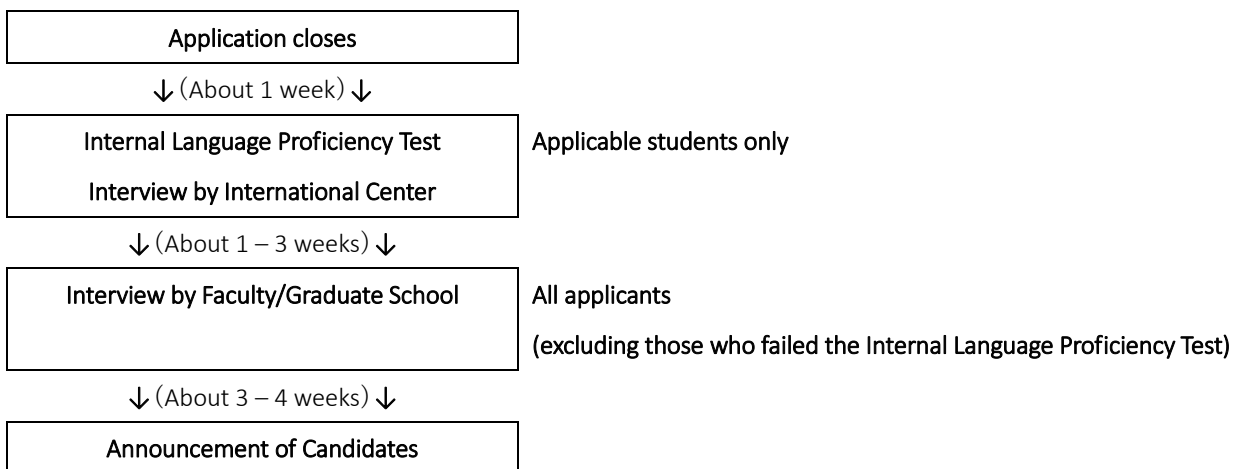 Application closes
↓(About 1 week)↓
Internal Language Proficiency Test Applicable students only
Interview by International Center
↓(About 1 – 3 weeks)↓
Interview by Faculty/Graduate School All applicants
(excluding those who failed the Internal Language Proficiency Test)
↓(About 3 – 4 weeks)↓
Announcement of Candidates